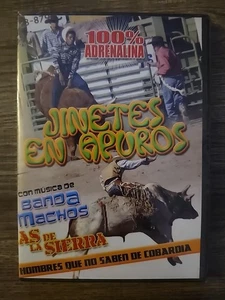 100%
ADRENALINA
JINETES
EN APUROS
CON MÚSICA DE
BANDA
MACHOS
AS DE
LA SIERRA
HOMBRES QUE NO SABEN DE COBARDIA